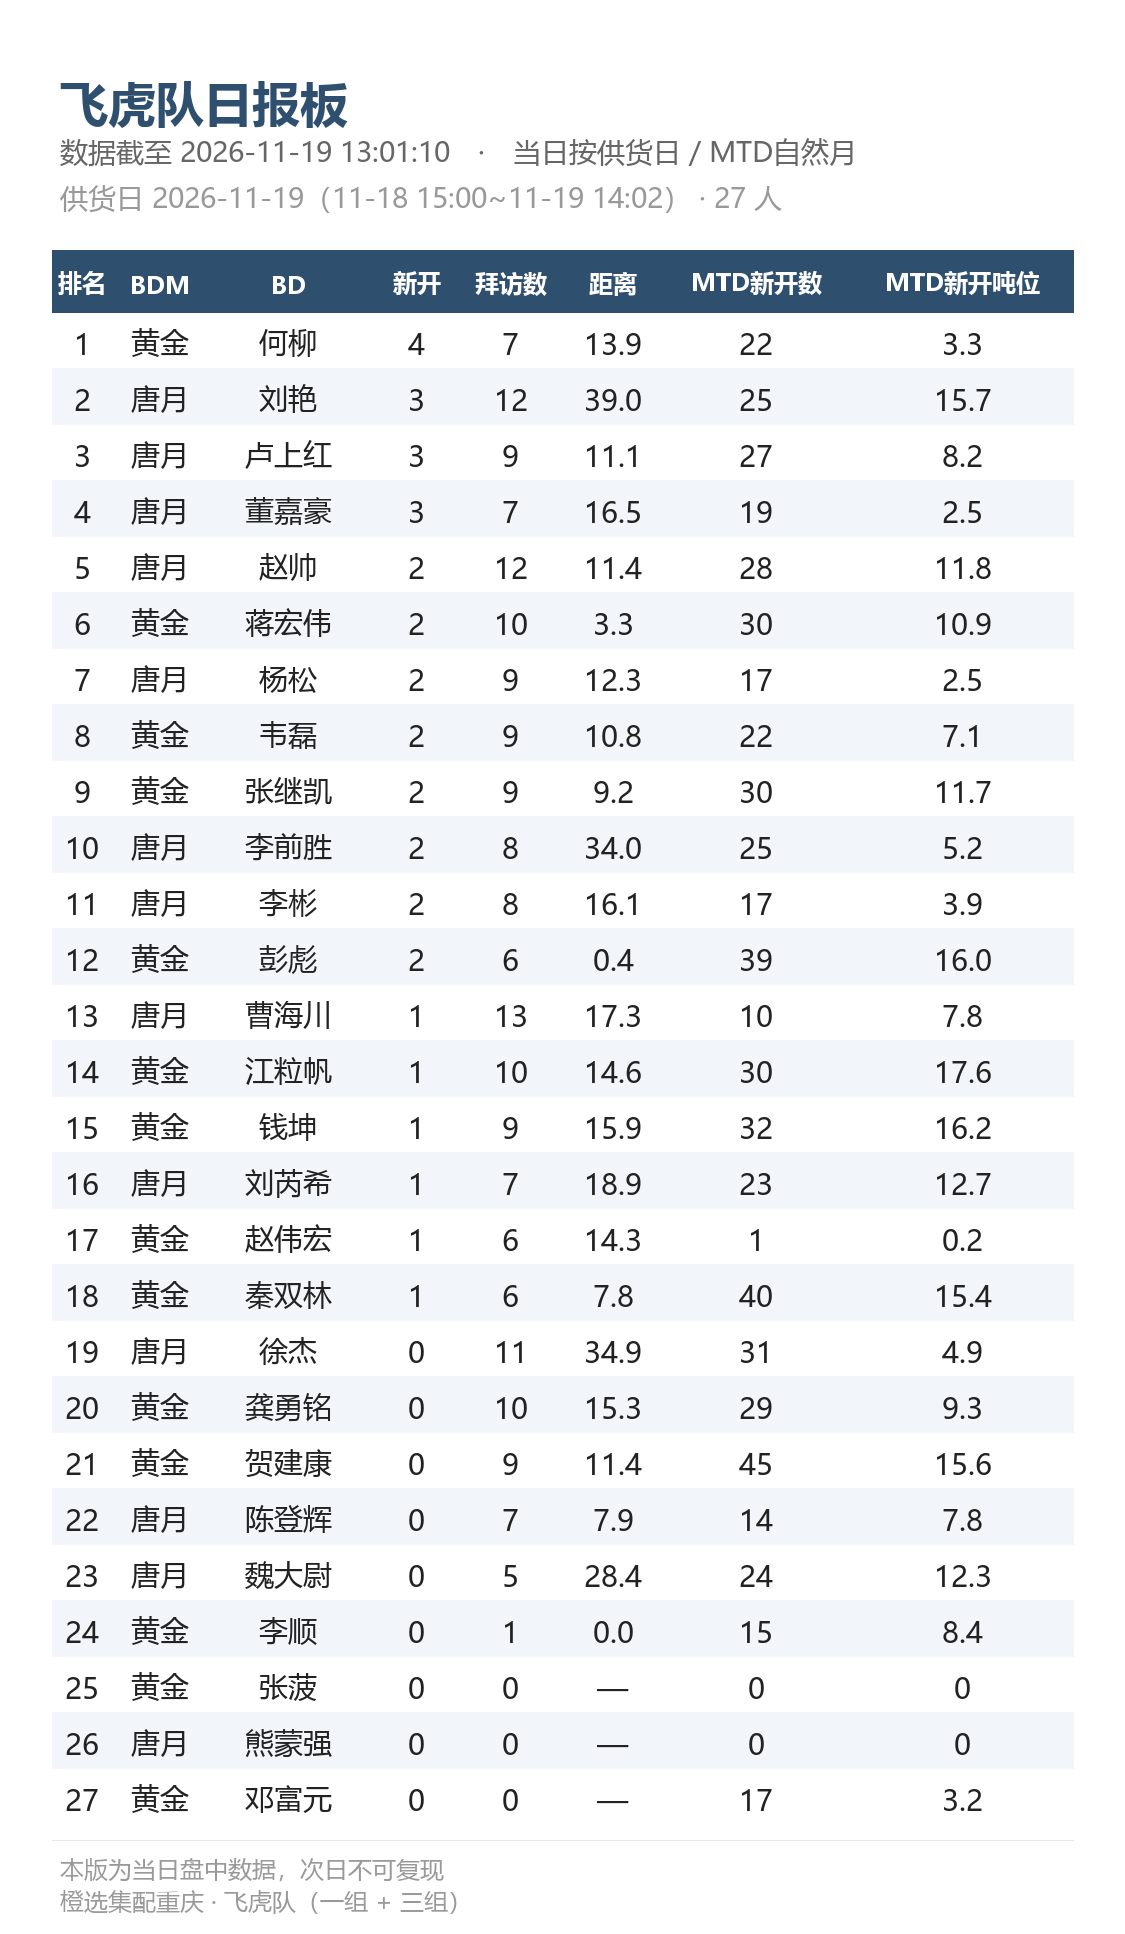 飞虎队日报板
数据截至 2026-11-19 13:01:10 · 当日按供货日 / MTD自然月
供货日 2026-11-19（11-18 15:00~11-19 14:02） · 27 人
排名 BDM BD 新开 拜访数 距离 MTD新开数 MTD新开吨位
1 黄金 何柳 4 7 13.9 22 3.3
2 唐月 刘艳 3 12 39.0 25 15.7
3 唐月 卢上红 3 9 11.1 27 8.2
4 唐月 董嘉豪 3 7 16.5 19 2.5
5 唐月 赵帅 2 12 11.4 28 11.8
6 黄金 蒋宏伟 2 10 3.3 30 10.9
7 唐月 杨松 2 9 12.3 17 2.5
8 黄金 韦磊 2 9 10.8 22 7.1
9 黄金 张继凯 2 9 9.2 30 11.7
10 唐月 李前胜 2 8 34.0 25 5.2
11 唐月 李彬 2 8 16.1 17 3.9
12 黄金 彭彪 2 6 0.4 39 16.0
13 唐月 曹海川 1 13 17.3 10 7.8
14 黄金 江粒帆 1 10 14.6 30 17.6
15 黄金 钱坤 1 9 15.9 32 16.2
16 唐月 刘芮希 1 7 18.9 23 12.7
17 黄金 赵伟宏 1 6 14.3 1 0.2
18 黄金 秦双林 1 6 7.8 40 15.4
19 唐月 徐杰 0 11 34.9 31 4.9
20 黄金 龚勇铭 0 10 15.3 29 9.3
21 黄金 贺建康 0 9 11.4 45 15.6
22 唐月 陈登辉 0 7 7.9 14 7.8
23 唐月 魏大尉 0 5 28.4 24 12.3
24 黄金 李顺 0 1 0.0 15 8.4
25 黄金 张菠 0 0 — 0 0
26 唐月 熊蒙强 0 0 — 0 0
27 黄金 邓富元 0 0 — 17 3.2
本版为当日盘中数据，次日不可复现
橙选集配重庆 · 飞虎队（一组 + 三组）